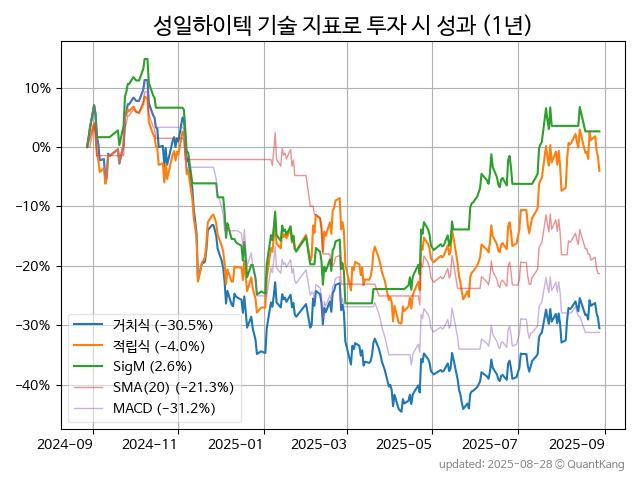 성일하이텍 기술 지표로 투자 시 성과 (1년)
10%
0%
−10%
−20%
−30%
−40%
거치식 (−30.5%)
적립식 (−4.0%)
SigM (2.6%)
SMA(20) (−21.3%)
MACD (−31.2%)
2024-09
2024-11
2025-01
2025-03
2025-05
2025-07
2025-09
updated: 2025-08-28 © QuantKang